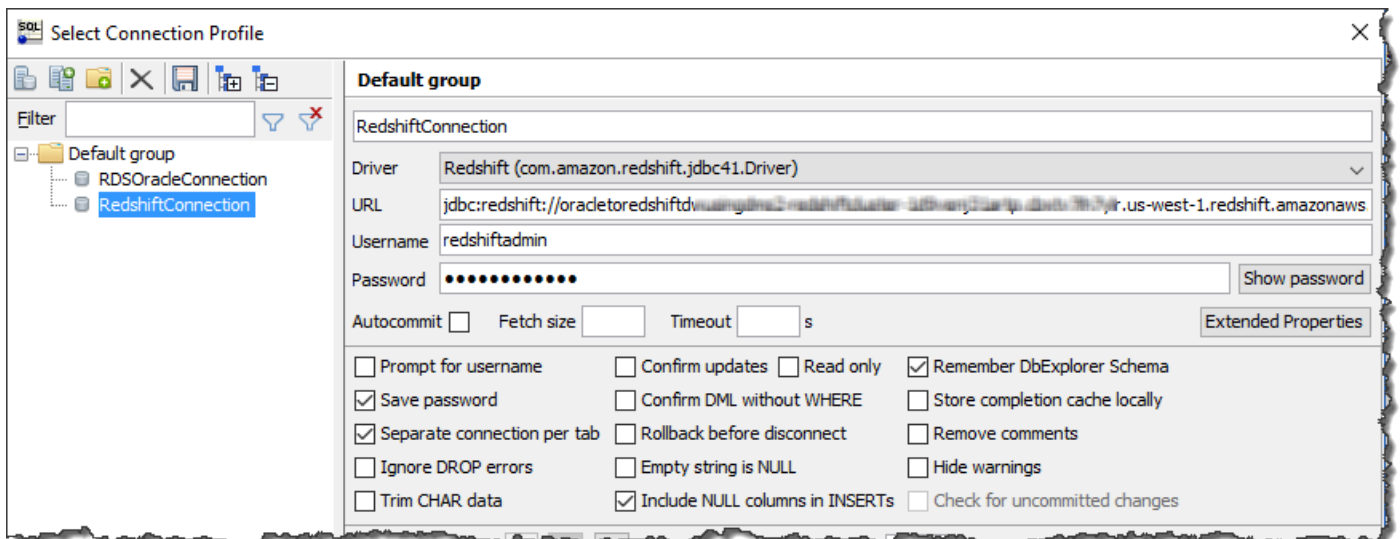 SQL Select Connection Profile
Default group
Filter
RedshiftConnection
Default group
Driver Redshift (com.amazon.redshift.jdbc41.Driver)
RDSOracleConnection
RedshiftConnection
URL jdbc:redshift://oracletoredshiftdw r.us-west-1.redshift.amazonaws
Username redshiftadmin
Password •••••••••••• Show password
Autocommit Fetch size Timeout s Extended Properties
Prompt for username Confirm updates Read only Remember DbExplorer Schema
Save password Confirm DML without WHERE Store completion cache locally
Separate connection per tab Rollback before disconnect Remove comments
Ignore DROP errors Empty string is NULL Hide warnings
Trim CHAR data Include NULL columns in INSERTs Check for uncommitted changes